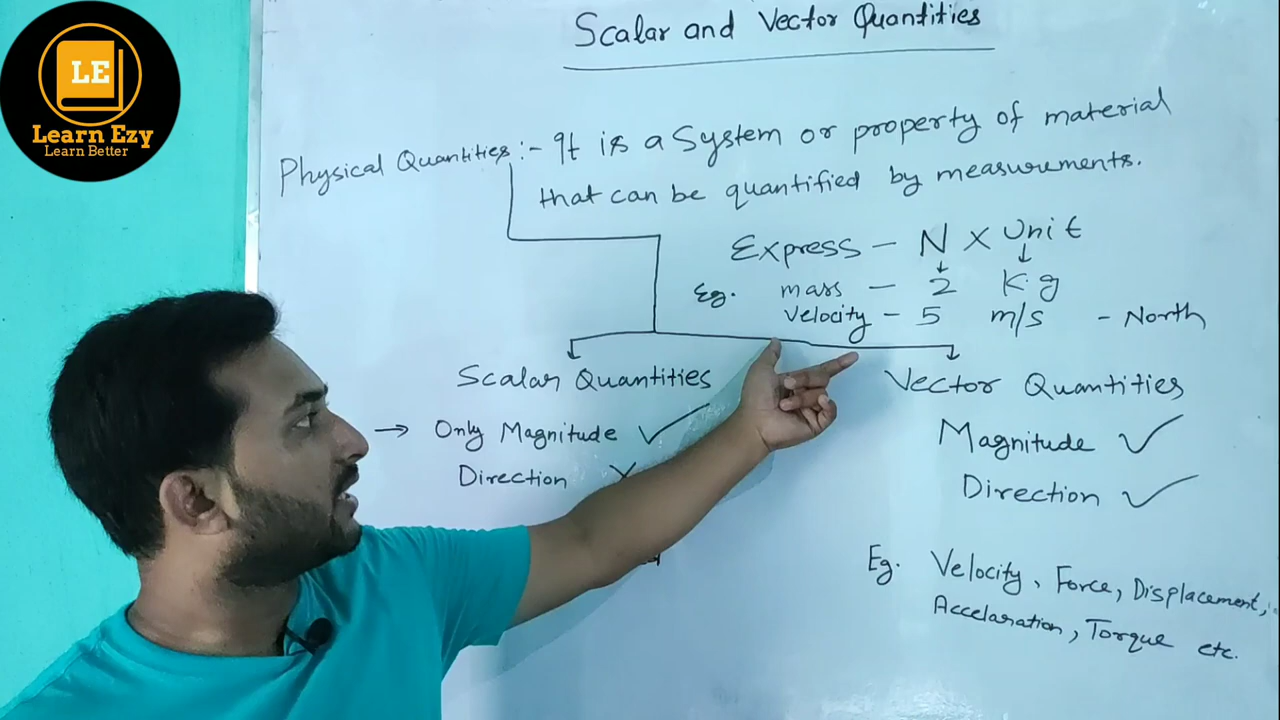 LE
Learn Ezy
Learn Better
Scalar and Vector Quantities
Physical Quantities :- It is a System or property of material
that can be quantified by measurements.
Express - N x Unit
Eg. mass - 2 K.g
Velocity - 5 m/s - North
Scalar Quantities
→ Only Magnitude ✓
Direction x
Vector Quantities
Magnitude ✓
Direction ✓
Eg. Velocity, Force, Displacement,
Accelaration, Torque etc.